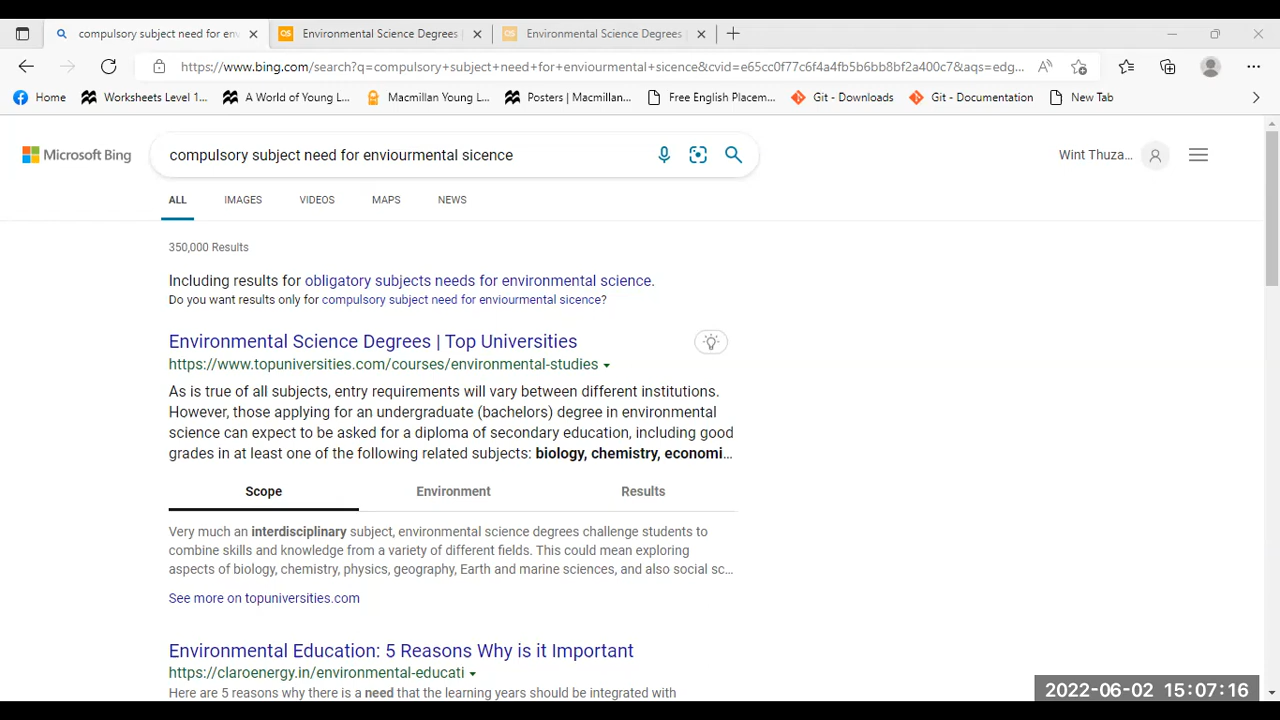 compulsory subject need for env
Environmental Science Degrees |
Environmental Science Degrees |
https://www.bing.com/search?q=compulsory+subject+need+for+enviourmental+sicence&cvid=e65cc0f77c6f4a4fb5b6bb8bf2a400c7&aqs=edg...
Home
Worksheets Level 1...
A World of Young L...
Macmillan Young L...
Posters | Macmillan...
Free English Placem...
Git - Downloads
Git - Documentation
New Tab
Microsoft Bing
compulsory subject need for enviourmental sicence
Wint Thuza...
ALL
IMAGES
VIDEOS
MAPS
NEWS
350,000 Results
Including results for obligatory subjects needs for environmental science.
Do you want results only for compulsory subject need for enviourmental sicence?
Environmental Science Degrees | Top Universities
https://www.topuniversities.com/courses/environmental-studies
As is true of all subjects, entry requirements will vary between different institutions.
However, those applying for an undergraduate (bachelors) degree in environmental
science can expect to be asked for a diploma of secondary education, including good
grades in at least one of the following related subjects: biology, chemistry, economi…
Scope
Environment
Results
Very much an interdisciplinary subject, environmental science degrees challenge students to
combine skills and knowledge from a variety of different fields. This could mean exploring
aspects of biology, chemistry, physics, geography, Earth and marine sciences, and also social sc…
See more on topuniversities.com
Environmental Education: 5 Reasons Why is it Important
https://claroenergy.in/environmental-educati
Here are 5 reasons why there is a need that the learning years should be integrated with
2022-06-02 15:07:16